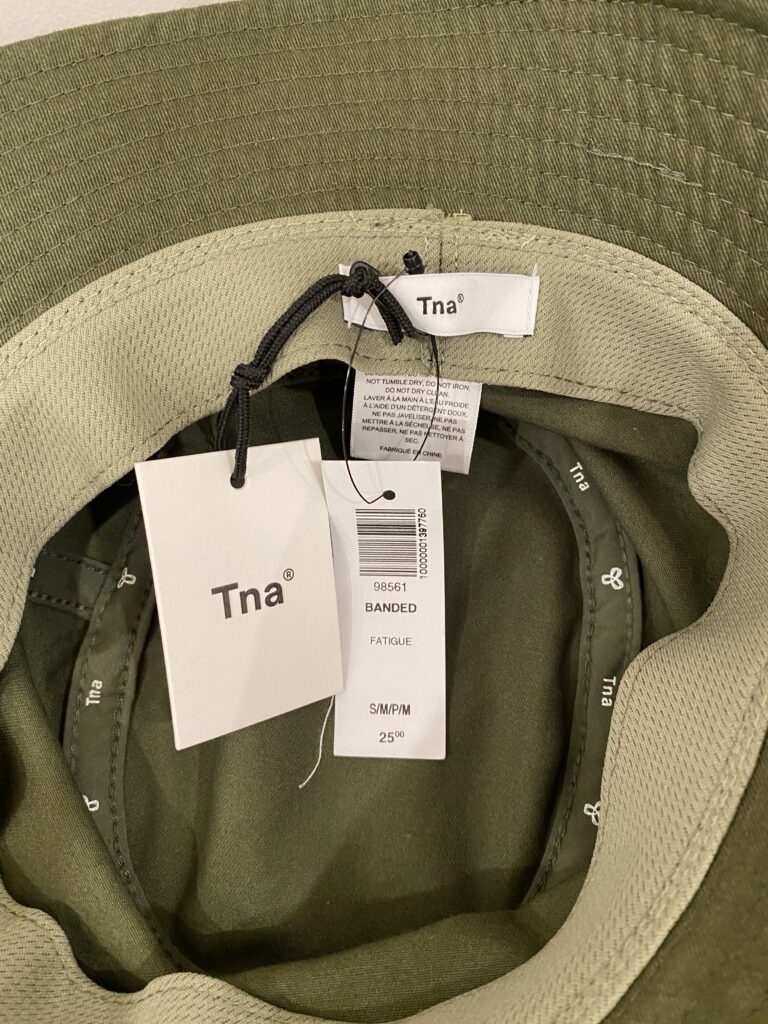 Tna®
NOT TUMBLE DRY, DO NOT IRON,
DO NOT DRY CLEAN.
LAVER À LA MAIN À L'EAU FROIDE
À L'AIDE D'UN DÉTERGENT DOUX.
NE PAS JAVELISER, NE PAS
METTRE À LA SÉCHEUSE, NE PAS
REPASSER, NE PAS NETTOYER À
SEC.
FABRIQUÉ EN CHINE
Tna®
10000001397760
98561
BANDED
FATIGUE
S/M/P/M
25⁰⁰
Tna
Tna
Tna